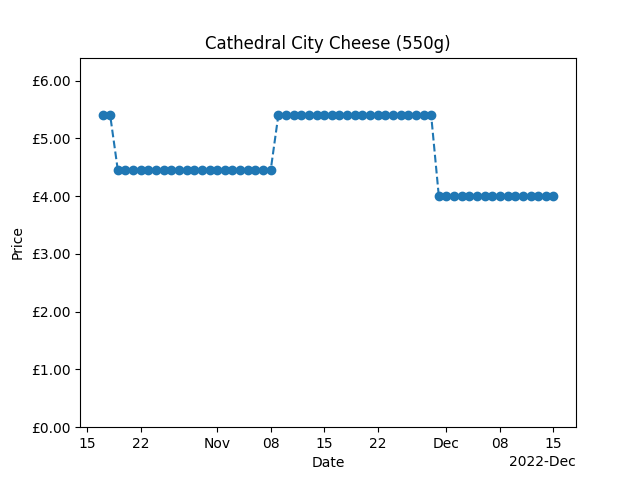 Cathedral City Cheese (550g)
£6.00
£5.00
£4.00
£3.00
£2.00
£1.00
£0.00
Price
15 22 Nov 08 15 22 Dec 08 15
Date
2022-Dec